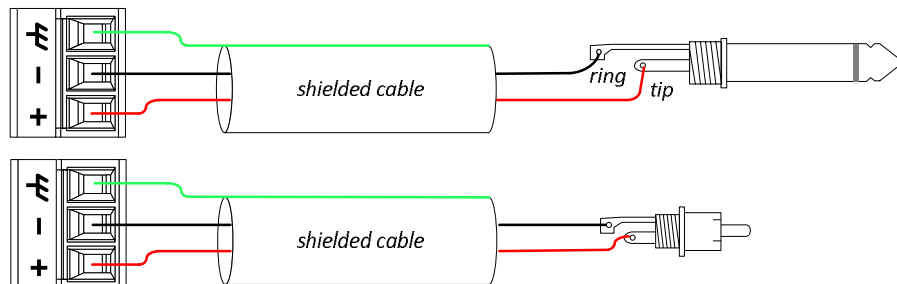 shielded cable
ring
tip
–
+
shielded cable
–
+